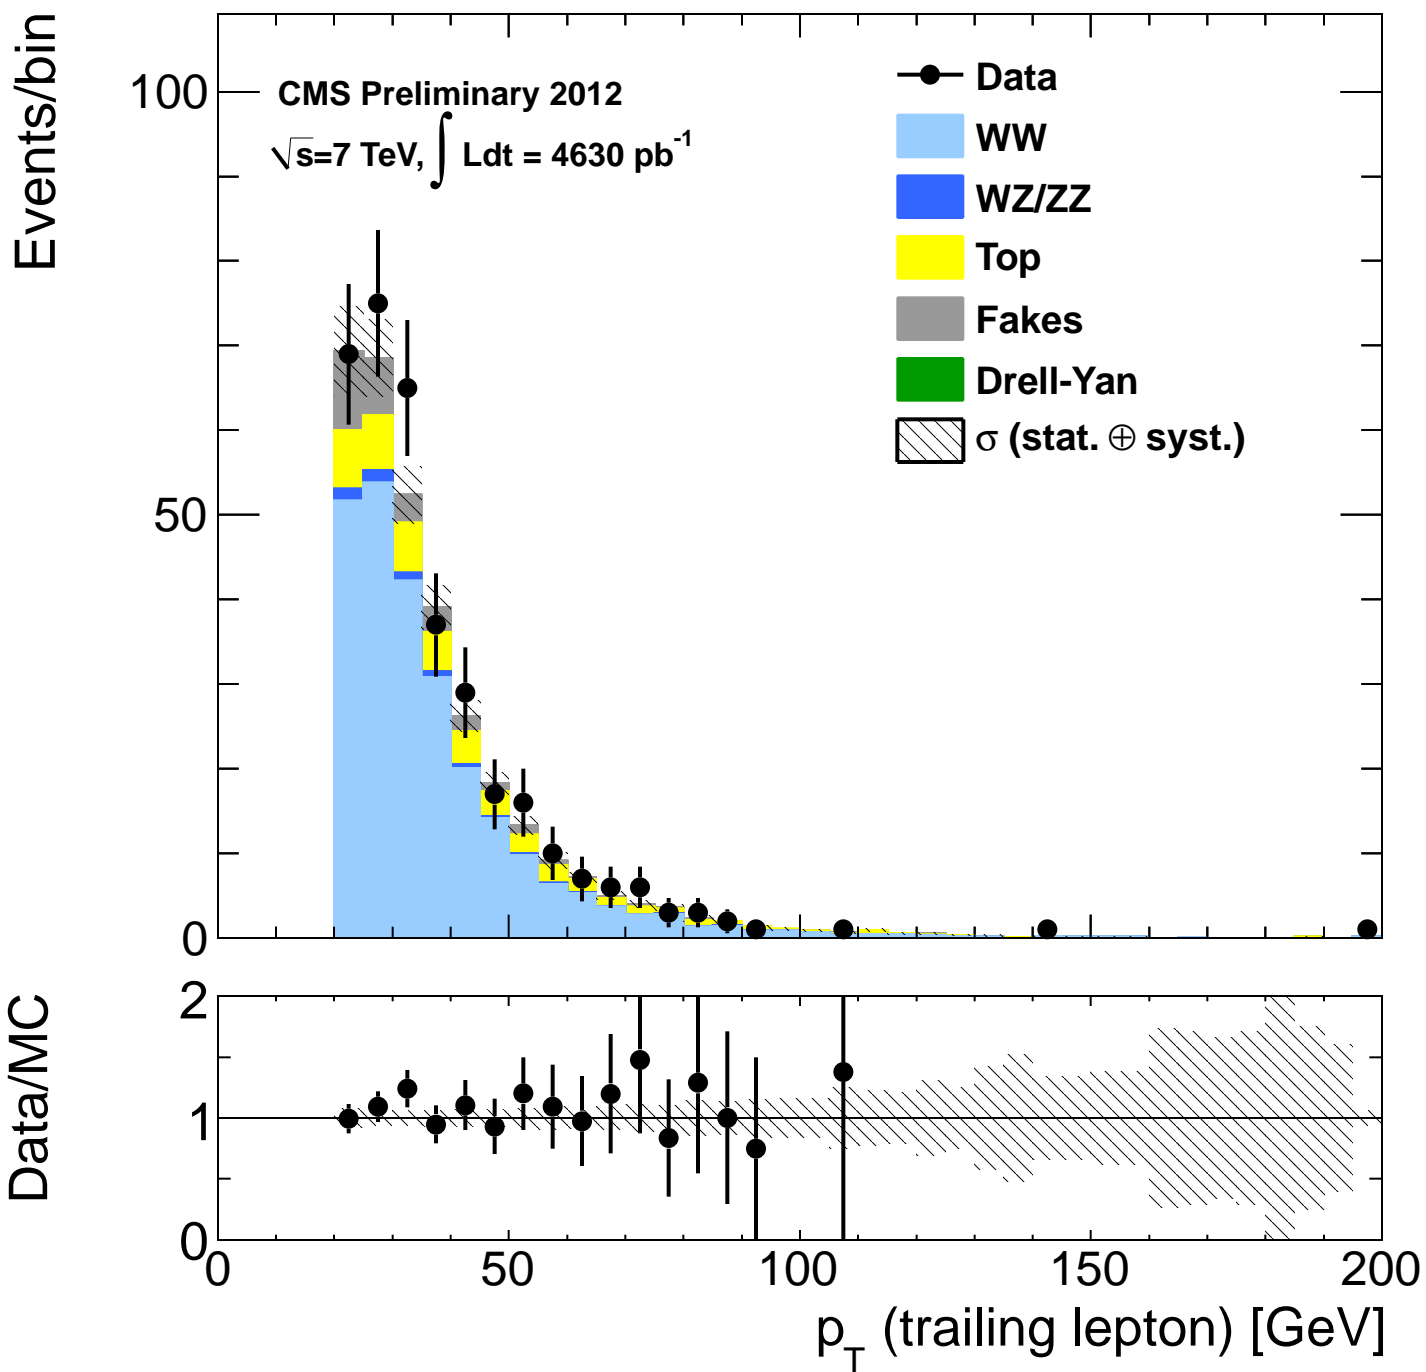 Events/bin
100
50
0
CMS Preliminary 2012
√s=7 TeV, ∫ Ldt = 4630 pb⁻¹
Data
WW
WZ/ZZ
Top
Fakes
Drell-Yan
σ (stat. ⊕ syst.)
Data/MC
2
1
0
0 50 100 150 200
p_T (trailing lepton) [GeV]